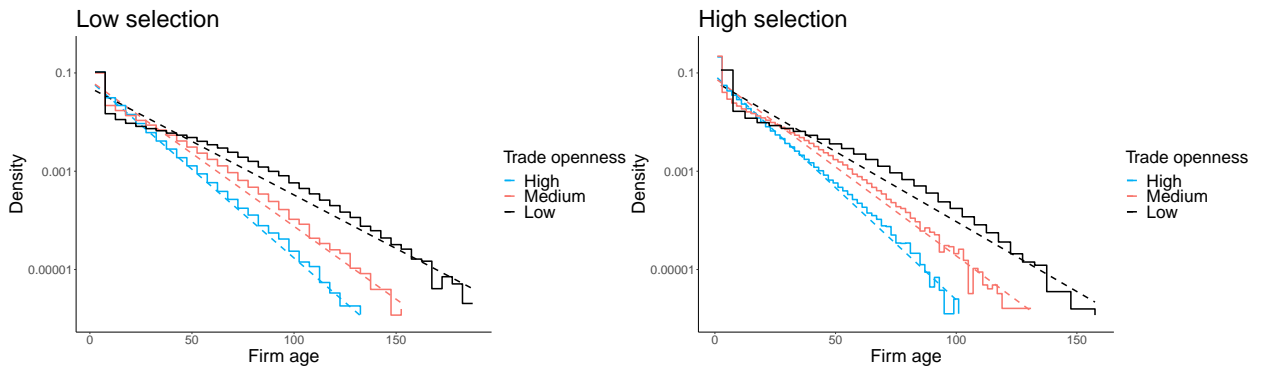 Low selection
Density
0.1
0.001
0.00001
0
50
100
150
Firm age
Trade openness
High
Medium
Low
High selection
Density
0.1
0.001
0.00001
0
50
100
150
Firm age
Trade openness
High
Medium
Low